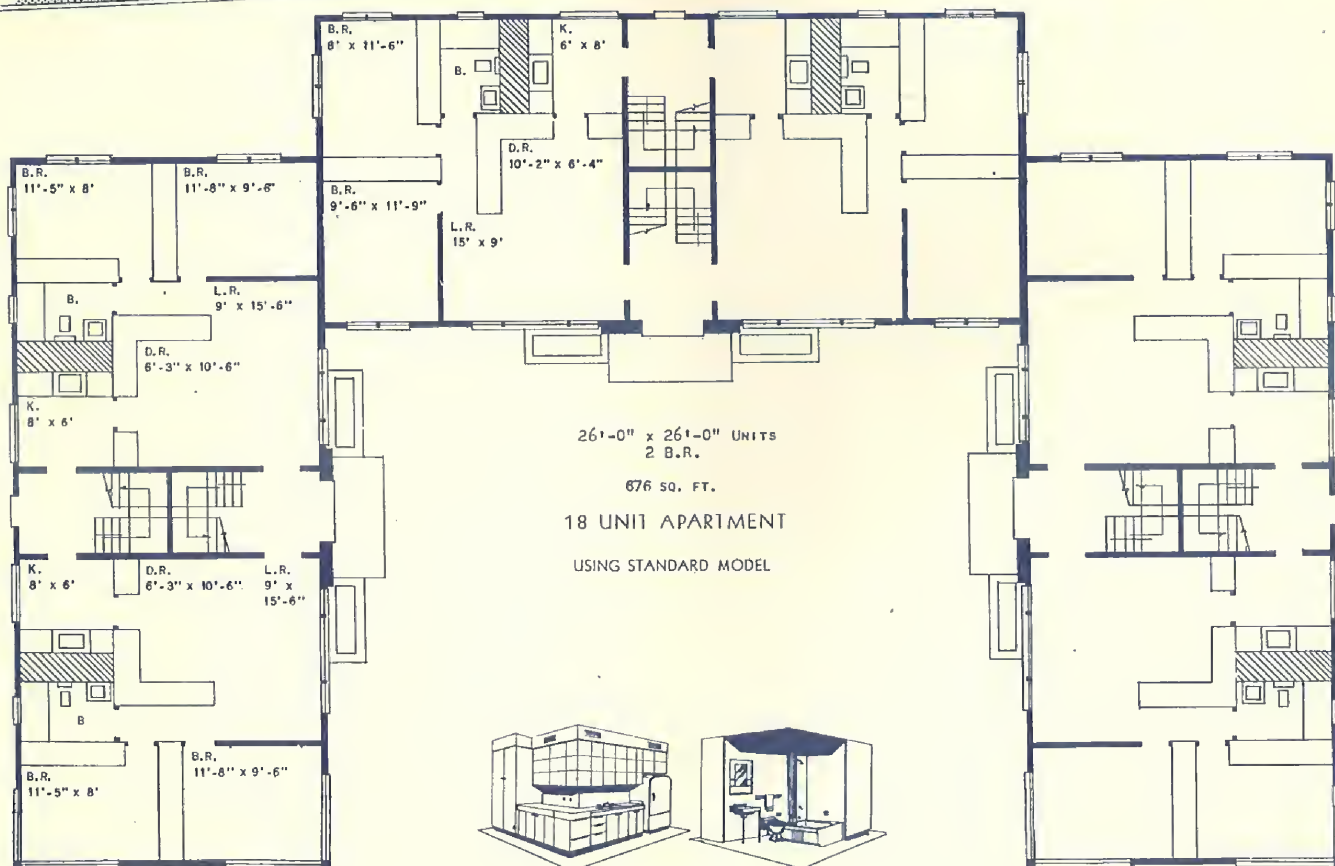 B.R.
8' x 11'-6"
B.
K.
6' x 8'
D.R.
10'-2" x 6'-4"
B.R.
9'-6" x 11'-9"
L.R.
15' x 9'
B.R.
11'-5" x 8'
B.R.
11'-8" x 9'-6"
B.
L.R.
9' x 15'-6"
D.R.
6'-3" x 10'-6"
K.
8' x 6'
K.
8' x 6'
D.R.
6'-3" x 10'-6"
L.R.
9' x
15'-6"
B
B.R.
11'-5" x 8'
B.R.
11'-8" x 9'-6"
26'-0" x 26'-0" UNITS
2 B.R.
676 SQ. FT.
18 UNIT APARTMENT
USING STANDARD MODEL